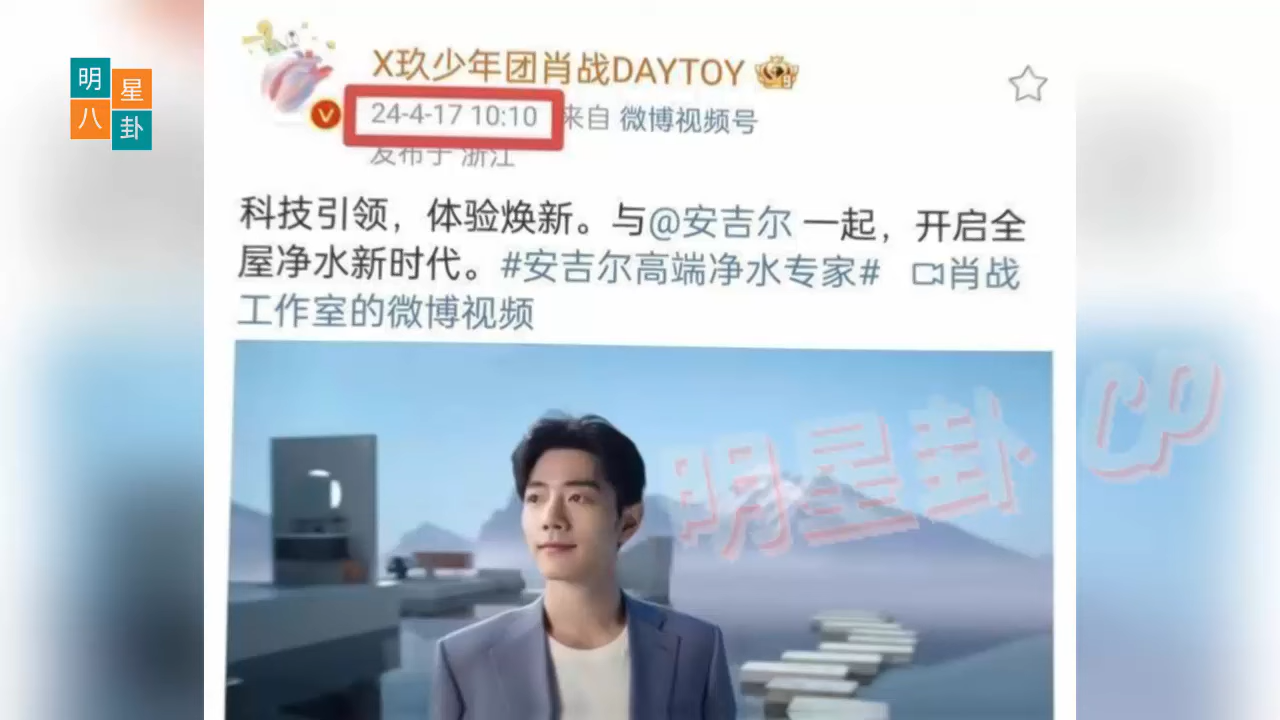 明星
八卦
X玖少年团肖战DAYTOY
24-4-17 10:10 来自 微博视频号
发布于 浙江
科技引领，体验焕新。与@安吉尔 一起，开启全
屋净水新时代。#安吉尔高端净水专家# 肖战
工作室的微博视频
明星卦·CP